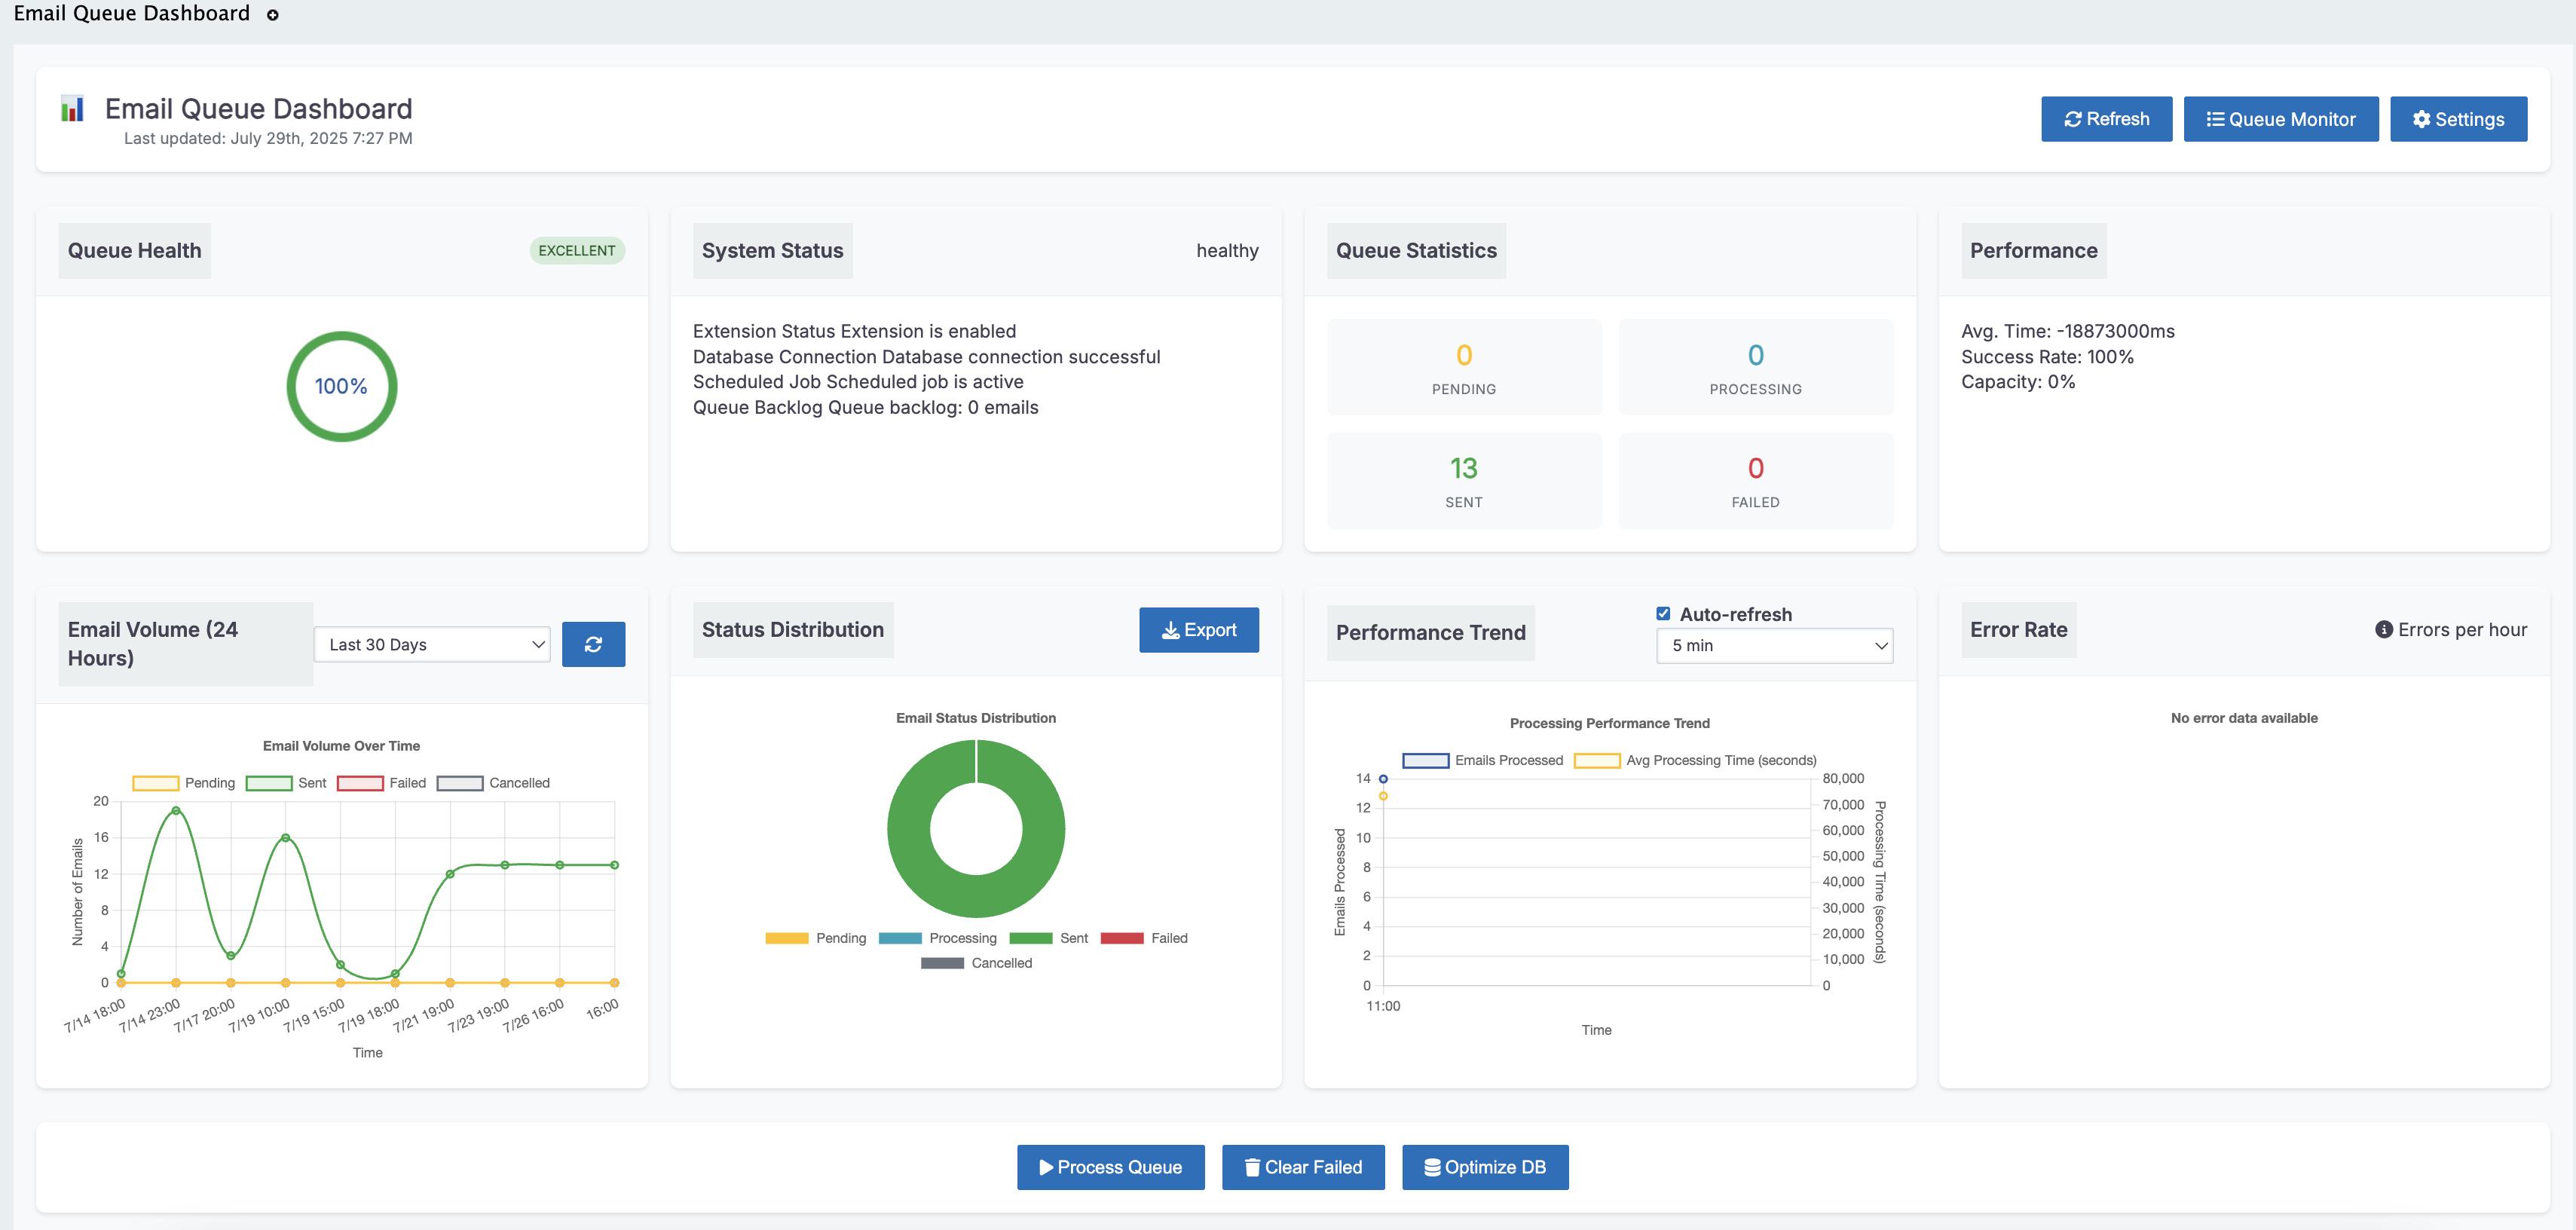 Email Queue Dashboard
Email Queue Dashboard
Last updated: July 29th, 2025 7:27 PM
Refresh
Queue Monitor
Settings
Queue Health
EXCELLENT
100%
System Status
healthy
Extension Status Extension is enabled
Database Connection Database connection successful
Scheduled Job Scheduled job is active
Queue Backlog Queue backlog: 0 emails
Queue Statistics
0
PENDING
0
PROCESSING
13
SENT
0
FAILED
Performance
Avg. Time: -18873000ms
Success Rate: 100%
Capacity: 0%
Email Volume (24
Hours)
Last 30 Days
Email Volume Over Time
Pending
Sent
Failed
Cancelled
Number of Emails
20
16
12
8
4
0
7/14 18:00
7/14 23:00
7/17 20:00
7/19 10:00
7/19 15:00
7/19 18:00
7/21 19:00
7/23 19:00
7/26 16:00
16:00
Time
Status Distribution
Export
Email Status Distribution
Pending
Processing
Sent
Failed
Cancelled
Performance Trend
Auto-refresh
5 min
Processing Performance Trend
Emails Processed
Avg Processing Time (seconds)
Emails Processed
14
12
10
8
6
4
2
0
80,000
70,000
60,000
50,000
40,000
30,000
20,000
10,000
0
Processing Time (seconds)
11:00
Time
Error Rate
Errors per hour
No error data available
Process Queue
Clear Failed
Optimize DB